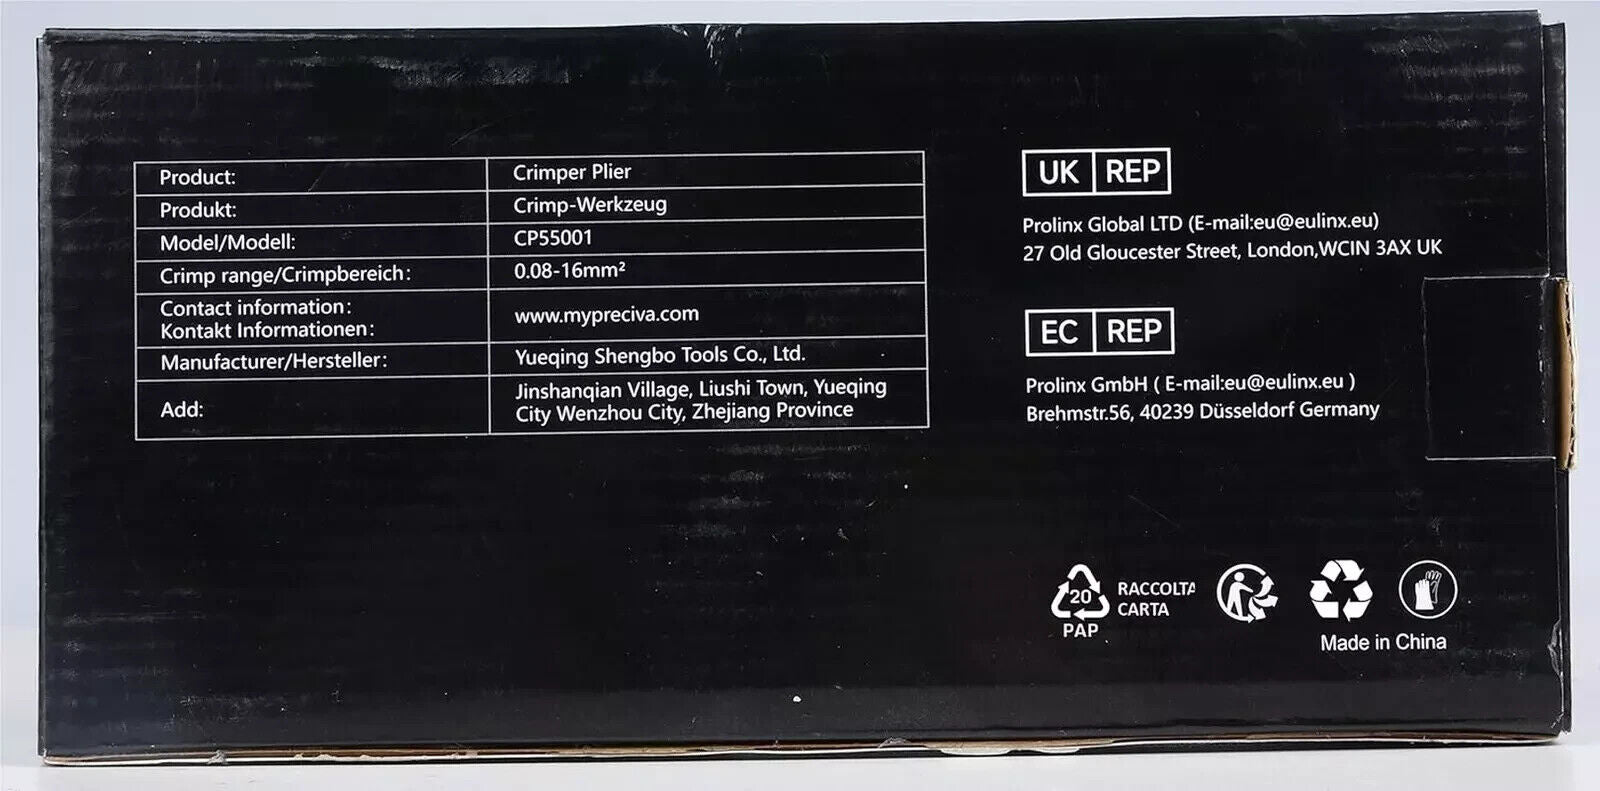 Product: Crimper Plier
Produkt: Crimp-Werkzeug
Model/Modell: CP55001
Crimp range/Crimpbereich: 0.08-16mm²
Contact information:
Kontakt Informationen:
www.mypreciva.com
Manufacturer/Hersteller: Yueqing Shengbo Tools Co., Ltd.
Add:
Jinshanqian Village, Liushi Town, Yueqing
City Wenzhou City, Zhejiang Province
UK REP
Prolinx Global LTD (E-mail:eu@eulinx.eu)
27 Old Gloucester Street, London,WCIN 3AX UK
EC REP
Prolinx GmbH ( E-mail:eu@eulinx.eu )
Brehmstr.56, 40239 Düsseldorf Germany
20
PAP
RACCOLTA
CARTA
Made in China